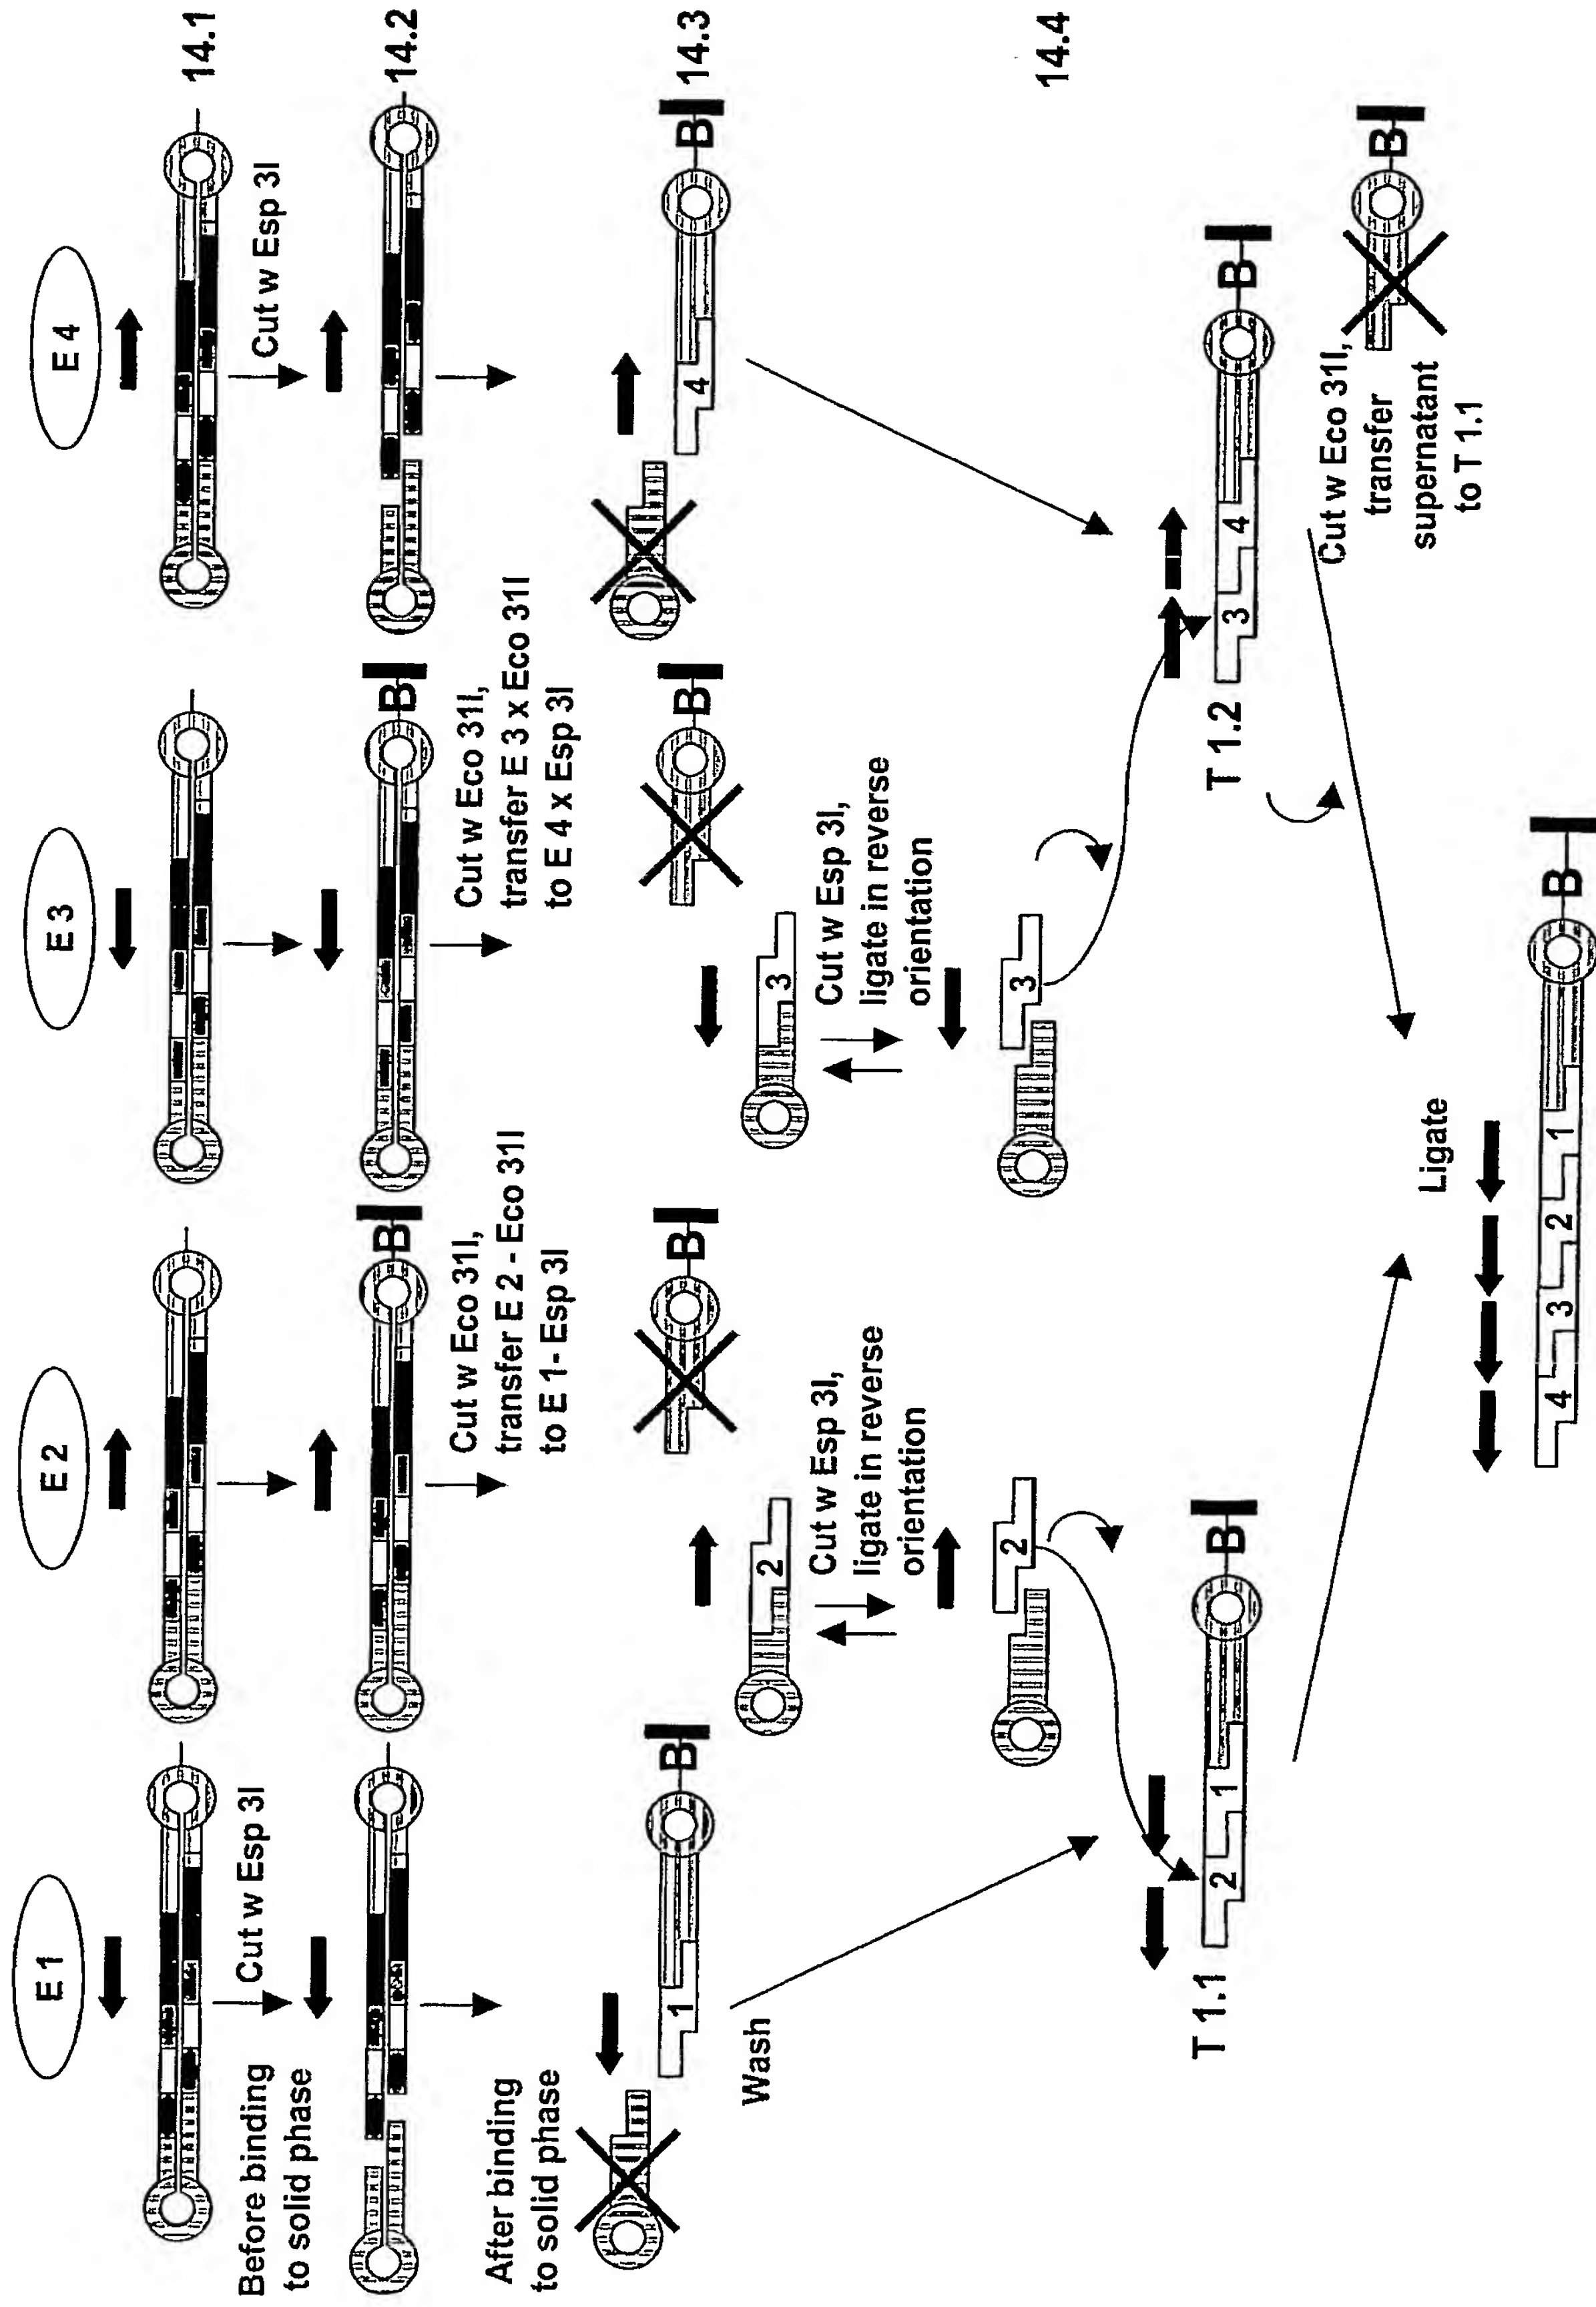 E 1
E 2
E 3
E 4
14.1
Cut w Esp 3I
Cut w Esp 3I
Before binding
to solid phase
14.2
B
B
Cut w Eco 31I,
transfer E 2 - Eco 31I
to E 1- Esp 3I
Cut w Eco 31I,
transfer E 3 x Eco 31I
to E 4 x Esp 3I
After binding
to solid phase
14.3
1
B
B
B
4
B
Wash
2
3
Cut w Esp 3I,
ligate in reverse
orientation
Cut w Esp 3I,
ligate in reverse
orientation
2
3
14.4
T 1.1
2
1
B
T 1.2
3
4
B
Cut w Eco 31I,
transfer
supernatant
to T 1.1
B
Ligate
4
3
2
1
B